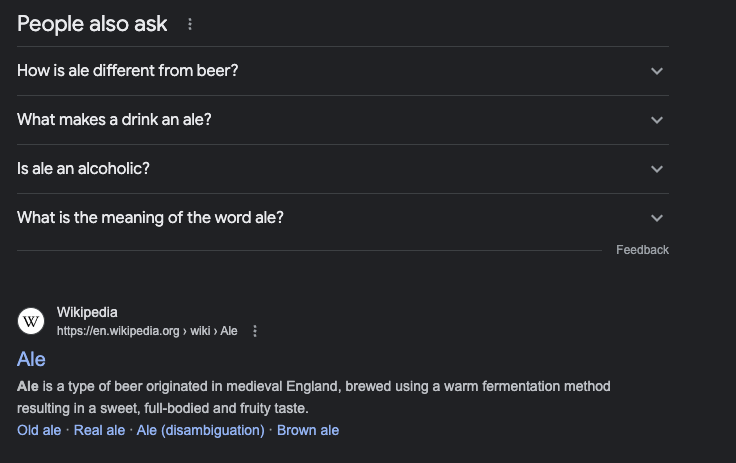 People also ask
How is ale different from beer?
What makes a drink an ale?
Is ale an alcoholic?
What is the meaning of the word ale?
Feedback
W
Wikipedia
https://en.wikipedia.org › wiki › Ale
Ale
Ale is a type of beer originated in medieval England, brewed using a warm fermentation method
resulting in a sweet, full-bodied and fruity taste.
Old ale · Real ale · Ale (disambiguation) · Brown ale